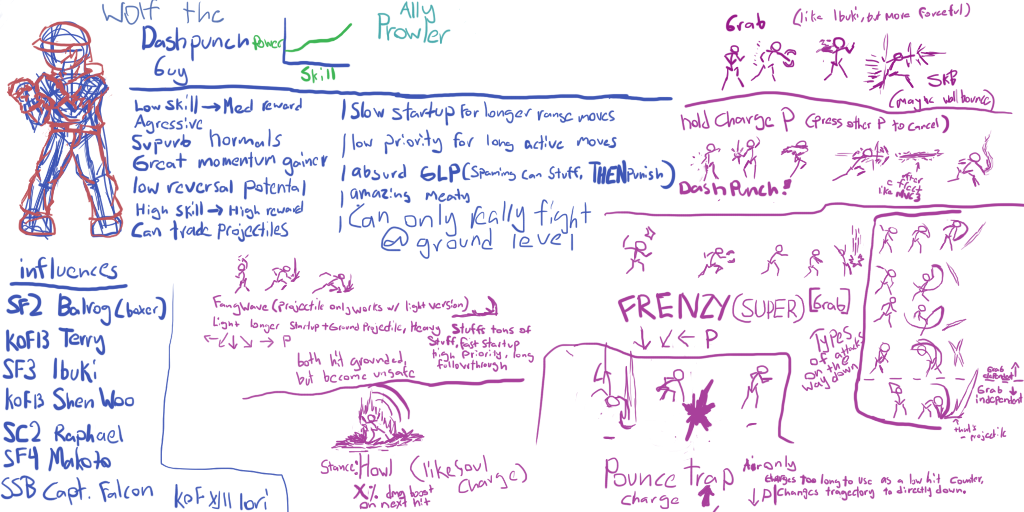 Wolf the
Dashpunch
Guy
Power
Skill
Ally
Prowler
Low skill → Med reward
Agressive
Supurb normals
Great momentum gainer
low reversal potential
High skill → High reward
Can trade Projectiles
Slow startup for longer range moves
low priority for long active moves
absurd GLP (Spaming can stuff, THEN Punish)
amazing meaty
Can only really fight
@ ground level
influences
SF2 Balrog (boxer)
KOF13 Terry
SF3 Ibuki
KOF13 Shen Woo
SC2 Raphael
SF4 Makoto
SSB Capt. Falcon
KOF XIII Iori
Fangwave (Projectile only works w/ light version)
Light longer Startup + Ground Projectile, Heavy Stuffs tons of
Stuff, fast startup
high Priority, long
followthrough
←↙↓↘→ P
both hit grounded,
but become unsafe
Stance: Howl (like Soul
Charge)
X% dmg boost
on next hit
Grab (like Ibuki, but more forceful)
SKB
(maybe wallbounce)
hold Charge P (press other P to cancel)
Dash Punch!
after
effect
like MVC3
FRENZY (SUPER) [Grab]
↓↙← P
Types
of attacks
on the
way down
Grab ↑
dependent
Grab ↓
independent
thats
projectile
Pounce trap Air only
charge ↑
charges too long to use as a low hit counter,
↓P changes tragectory to directly down.